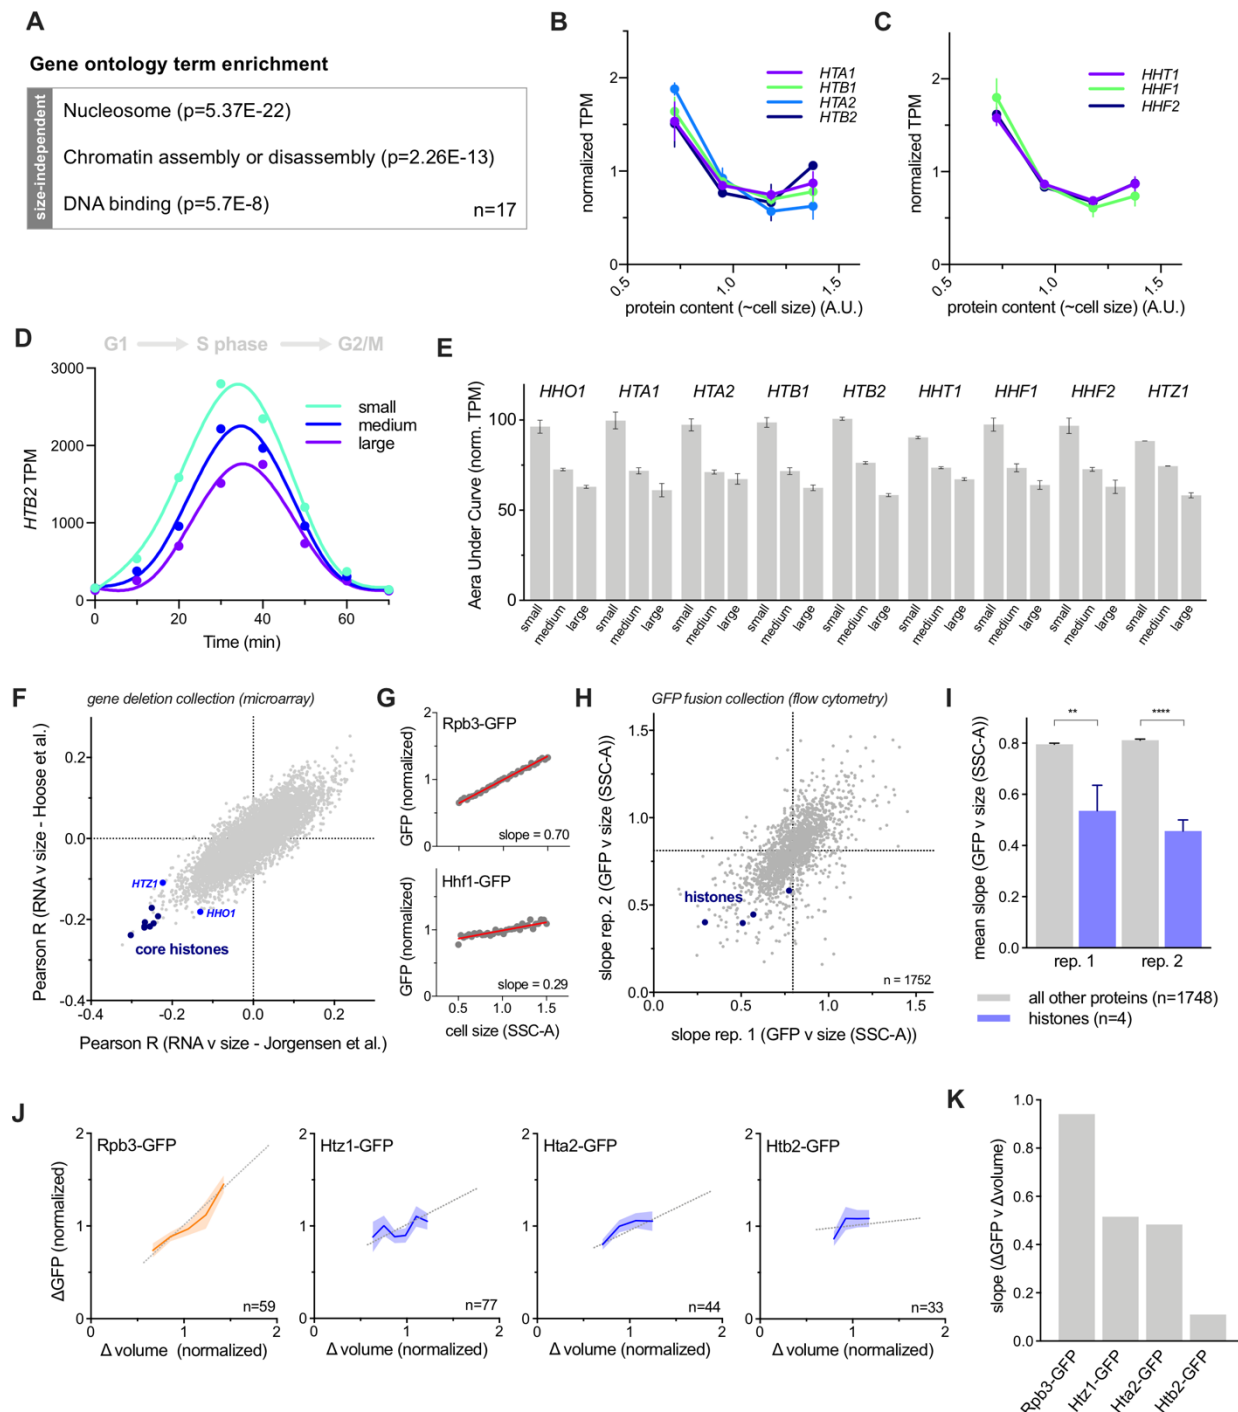 A
Gene ontology term enrichment
size-independent
Nucleosome (p=5.37E-22)
Chromatin assembly or disassembly (p=2.26E-13)
DNA binding (p=5.7E-8)
n=17
B
normalized TPM
2
1
0
HTA1
HTB1
HTA2
HTB2
0.5
1.0
1.5
protein content (~cell size) (A.U.)
C
normalized TPM
2
1
0
HHT1
HHF1
HHF2
0.5
1.0
1.5
protein content (~cell size) (A.U.)
D
G1
S phase
G2/M
HTB2 TPM
3000
2000
1000
0
small
medium
large
0
20
40
60
Time (min)
E
Aera Under Curve (norm. TPM)
100
50
0
HHO1 HTA1 HTA2 HTB1 HTB2 HHT1 HHF1 HHF2 HTZ1
small medium large small medium large small medium large small medium large small medium large small medium large small medium large small medium large small medium large
F
gene deletion collection (microarray)
Pearson R (RNA v size - Hoose et al.)
0.2
0.0
-0.2
-0.4
HTZ1
HHO1
core histones
-0.4
-0.2
0.0
0.2
Pearson R (RNA v size - Jorgensen et al.)
G
Rpb3-GFP
GFP (normalized)
2
1
0
slope = 0.70
Hhf1-GFP
GFP (normalized)
2
1
0
slope = 0.29
0.0
0.5
1.0
1.5
cell size (SSC-A)
H
GFP fusion collection (flow cytometry)
slope rep. 2 (GFP v size (SSC-A))
1.5
1.0
0.5
0.0
histones
n = 1752
0.0
0.5
1.0
1.5
slope rep. 1 (GFP v size (SSC-A))
I
mean slope (GFP v size (SSC-A))
0.8
0.6
0.4
0.2
0.0
**
****
rep. 1
rep. 2
all other proteins (n=1748)
histones (n=4)
J
ΔGFP (normalized)
2
1
0
Rpb3-GFP
n=59
0
1
2
Δ volume (normalized)
2
1
0
Htz1-GFP
n=77
0
1
2
Δ volume (normalized)
2
1
0
Hta2-GFP
n=44
0
1
2
Δ volume (normalized)
2
1
0
Htb2-GFP
n=33
0
1
2
Δ volume (normalized)
K
slope (ΔGFP v Δvolume)
1.0
0.8
0.6
0.4
0.2
0.0
Rpb3-GFP
Htz1-GFP
Hta2-GFP
Htb2-GFP